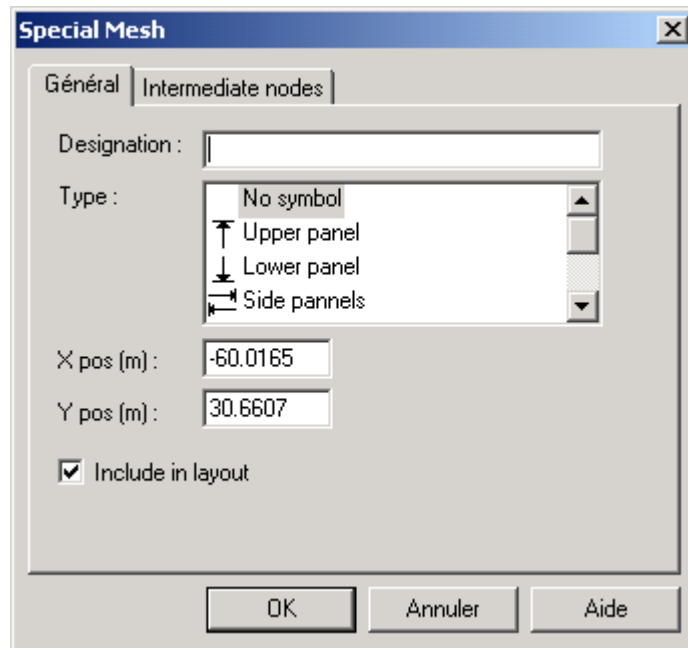 Special Mesh
Général Intermediate nodes
Designation :
Type : No symbol
Upper panel
Lower panel
Side pannels
X pos (m) : -60.0165
Y pos (m) : 30.6607
Include in layout
OK Annuler Aide